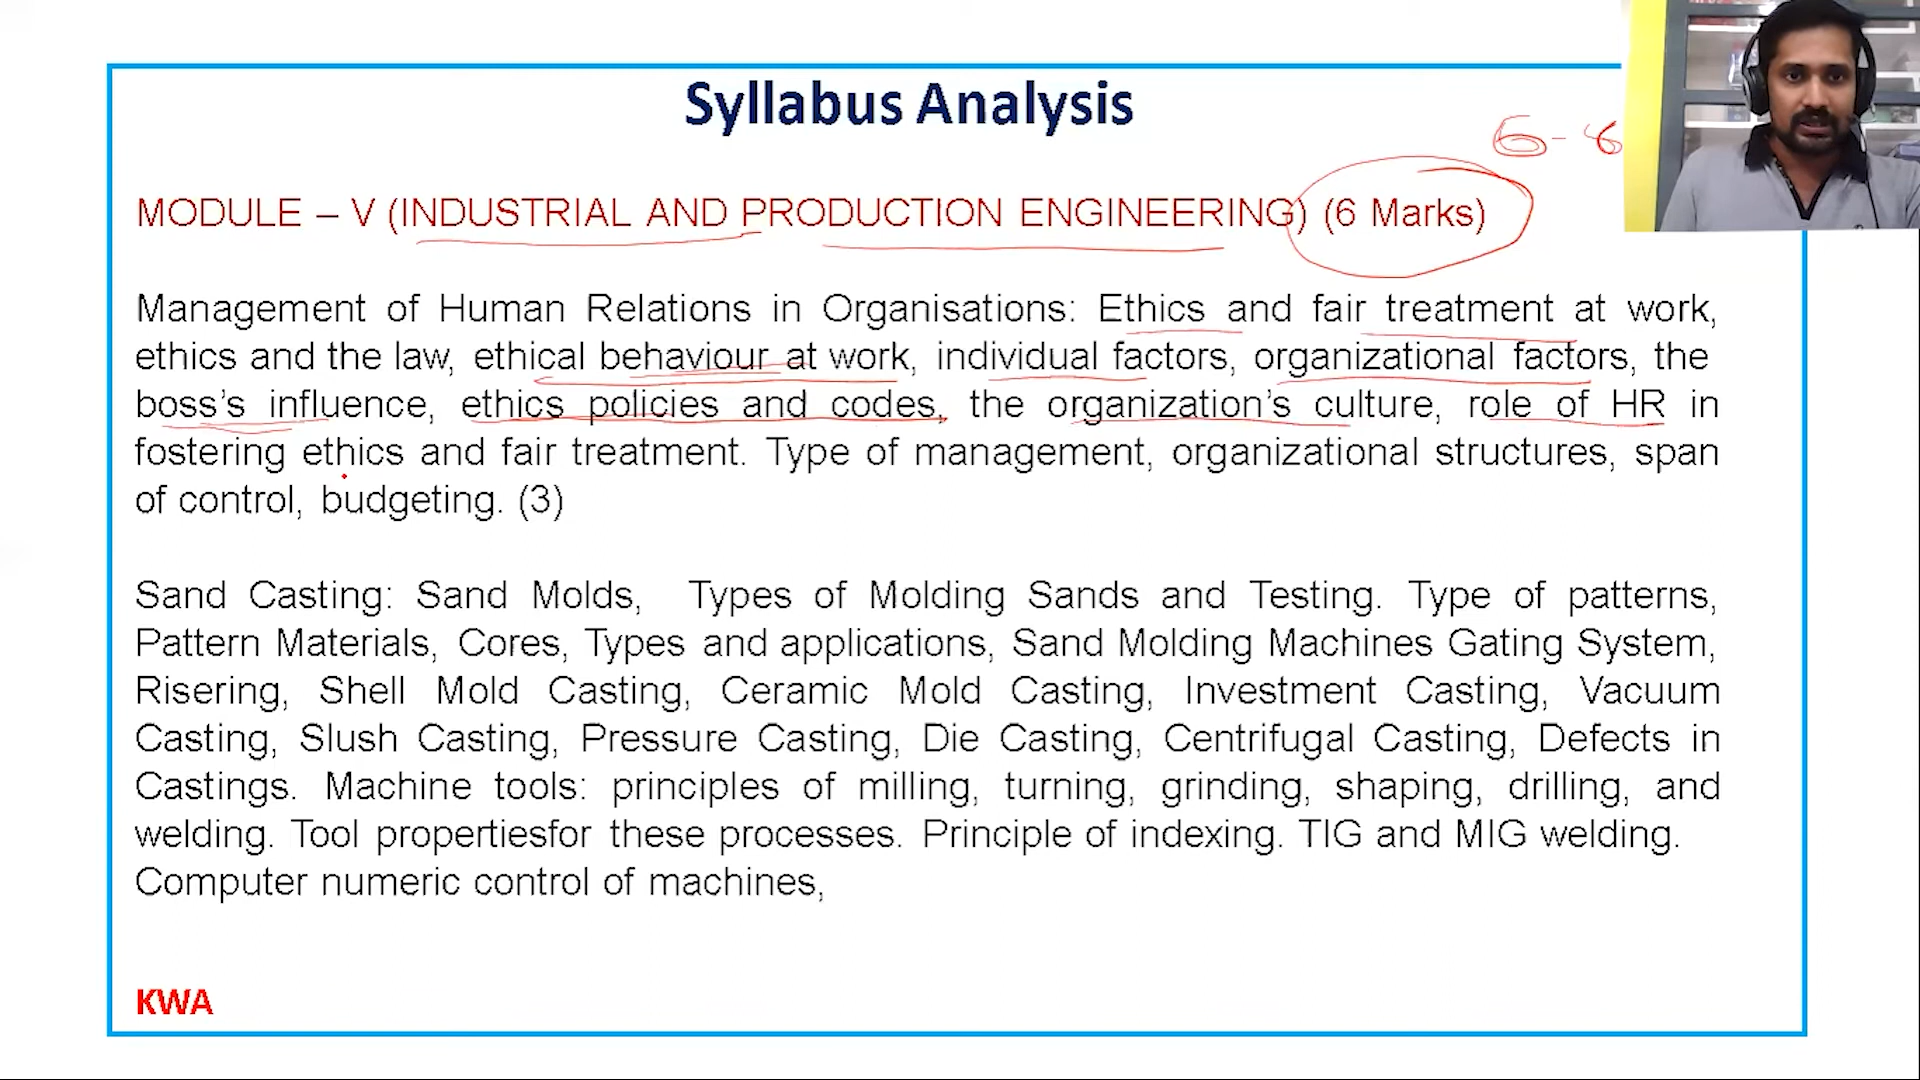 Syllabus Analysis
6-6
MODULE – V (INDUSTRIAL AND PRODUCTION ENGINEERING) (6 Marks)
Management of Human Relations in Organisations: Ethics and fair treatment at work,
ethics and the law, ethical behaviour at work, individual factors, organizational factors, the
boss’s influence, ethics policies and codes, the organization’s culture, role of HR in
fostering ethics and fair treatment. Type of management, organizational structures, span
of control, budgeting. (3)
Sand Casting: Sand Molds, Types of Molding Sands and Testing. Type of patterns,
Pattern Materials, Cores, Types and applications, Sand Molding Machines Gating System,
Risering, Shell Mold Casting, Ceramic Mold Casting, Investment Casting, Vacuum
Casting, Slush Casting, Pressure Casting, Die Casting, Centrifugal Casting, Defects in
Castings. Machine tools: principles of milling, turning, grinding, shaping, drilling, and
welding. Tool propertiesfor these processes. Principle of indexing. TIG and MIG welding.
Computer numeric control of machines,
KWA